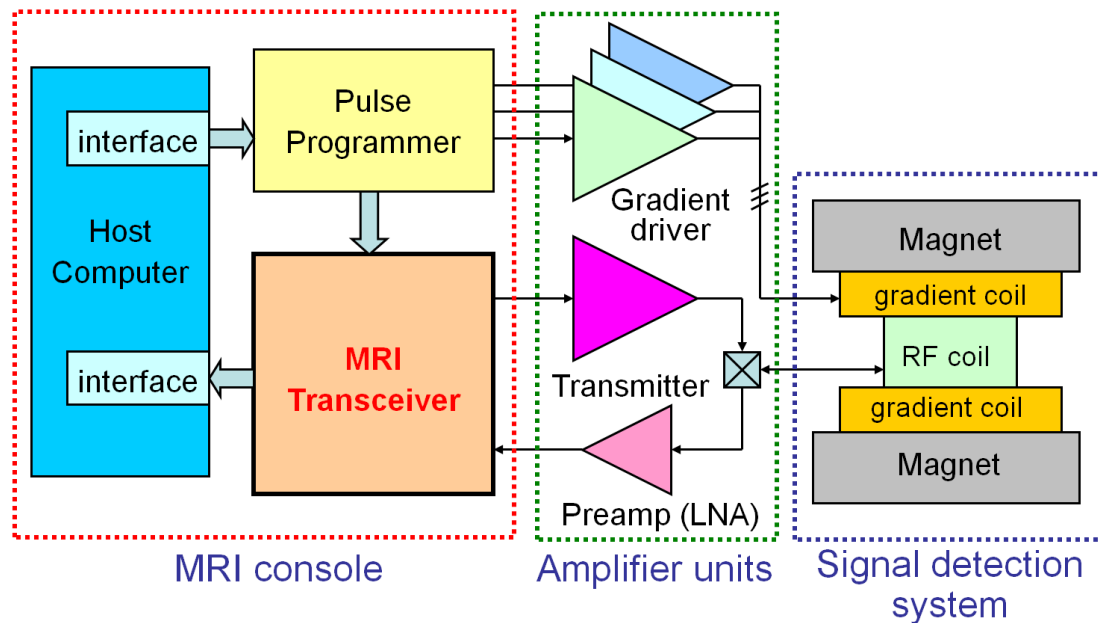 interface
Host
Computer
interface
Pulse
Programmer
MRI
Transceiver
MRI console
Gradient
driver
Transmitter
Preamp (LNA)
Amplifier units
Magnet
gradient coil
RF coil
gradient coil
Magnet
Signal detection
system